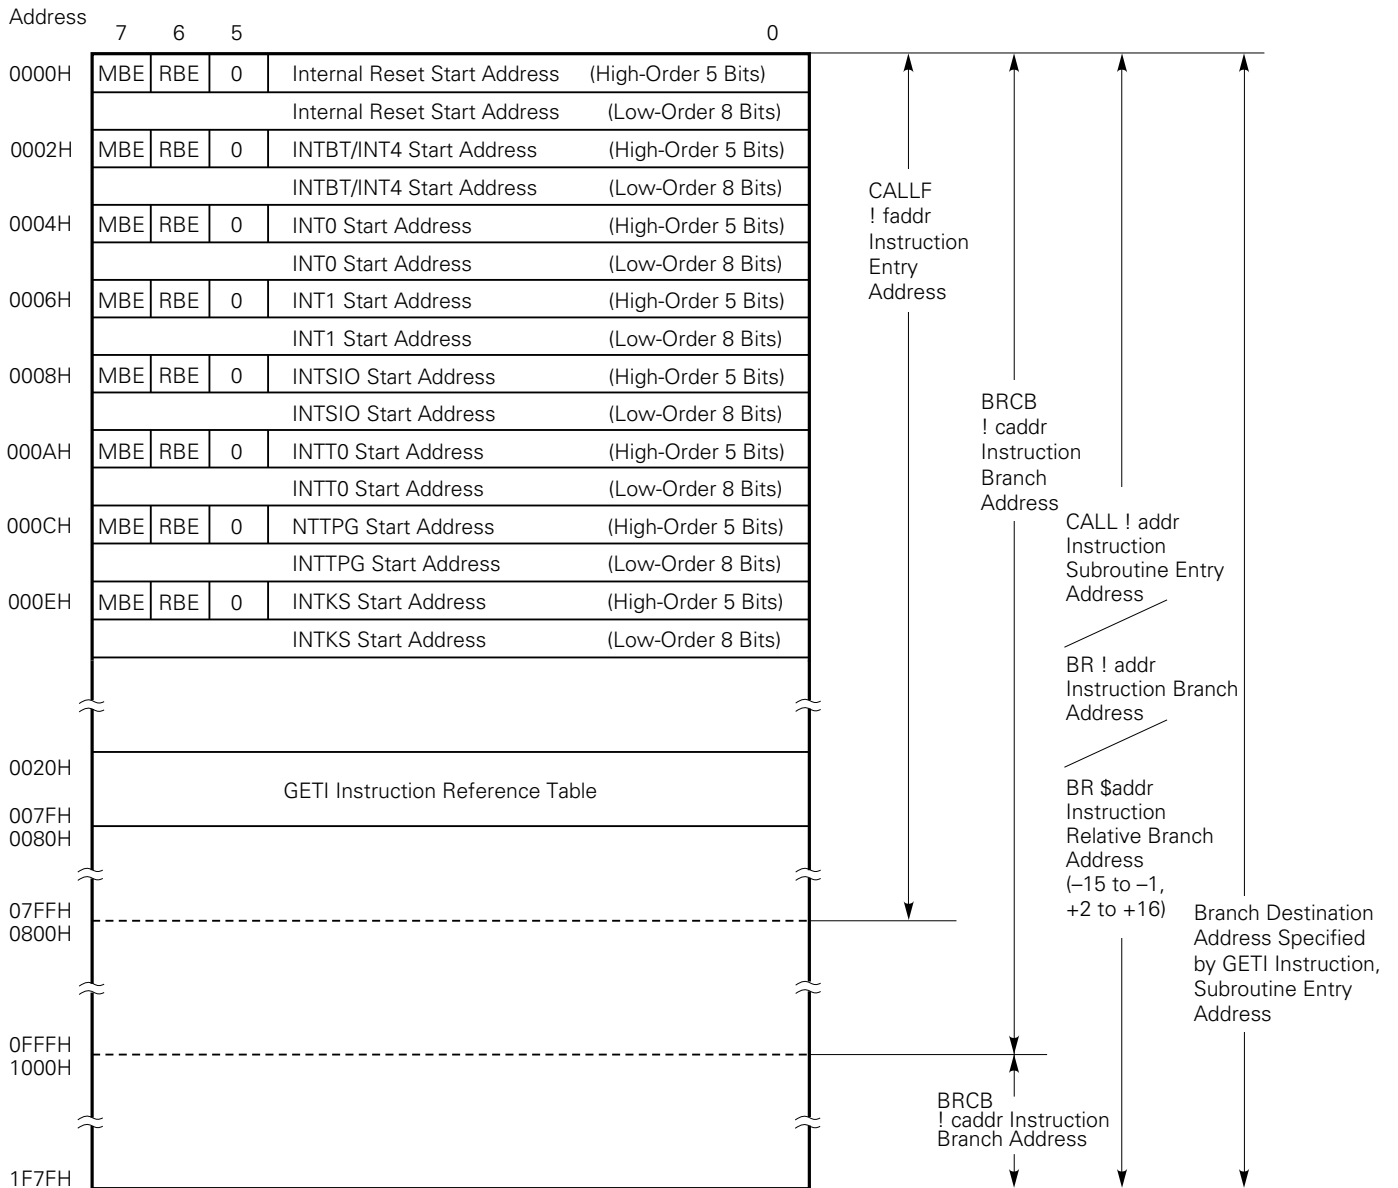 Address
7 6 5 0
0000H MBE RBE 0 Internal Reset Start Address (High-Order 5 Bits)
Internal Reset Start Address (Low-Order 8 Bits)
0002H MBE RBE 0 INTBT/INT4 Start Address (High-Order 5 Bits)
INTBT/INT4 Start Address (Low-Order 8 Bits)
0004H MBE RBE 0 INT0 Start Address (High-Order 5 Bits)
INT0 Start Address (Low-Order 8 Bits)
0006H MBE RBE 0 INT1 Start Address (High-Order 5 Bits)
INT1 Start Address (Low-Order 8 Bits)
0008H MBE RBE 0 INTSIO Start Address (High-Order 5 Bits)
INTSIO Start Address (Low-Order 8 Bits)
000AH MBE RBE 0 INTT0 Start Address (High-Order 5 Bits)
INTT0 Start Address (Low-Order 8 Bits)
000CH MBE RBE 0 NTTPG Start Address (High-Order 5 Bits)
INTTPG Start Address (Low-Order 8 Bits)
000EH MBE RBE 0 INTKS Start Address (High-Order 5 Bits)
INTKS Start Address (Low-Order 8 Bits)
0020H
GETI Instruction Reference Table
007FH
0080H
07FFH
0800H
0FFFH
1000H
1F7FH
CALLF
! faddr
Instruction
Entry
Address
BRCB
! caddr
Instruction
Branch
Address
CALL ! addr
Instruction
Subroutine Entry
Address
BR ! addr
Instruction Branch
Address
BR $addr
Instruction
Relative Branch
Address
(–15 to –1,
+2 to +16)
Branch Destination
Address Specified
by GETI Instruction,
Subroutine Entry
Address
BRCB
! caddr Instruction
Branch Address